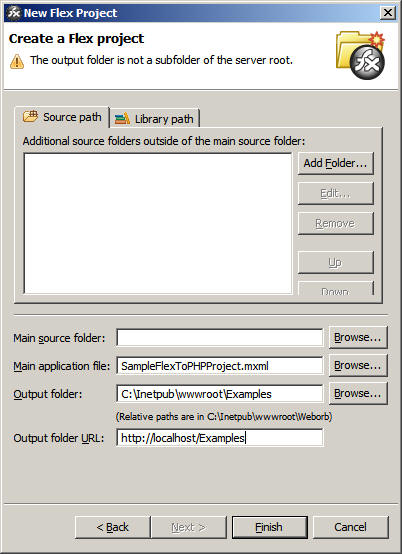 New Flex Project
Create a Flex project
The output folder is not a subfolder of the server root.
fx
Source path
Library path
Additional source folders outside of the main source folder:
Add Folder...
Edit...
Remove
Up
Down
Main source folder:
Browse...
Main application file: SampleFlexToPHPProject.mxml Browse...
Output folder: C:\Inetpub\wwwroot\Examples Browse...
(Relative paths are in C:\Inetpub\wwwroot\Weborb)
Output folder URL: http://localhost/Examples
< Back Next > Finish Cancel